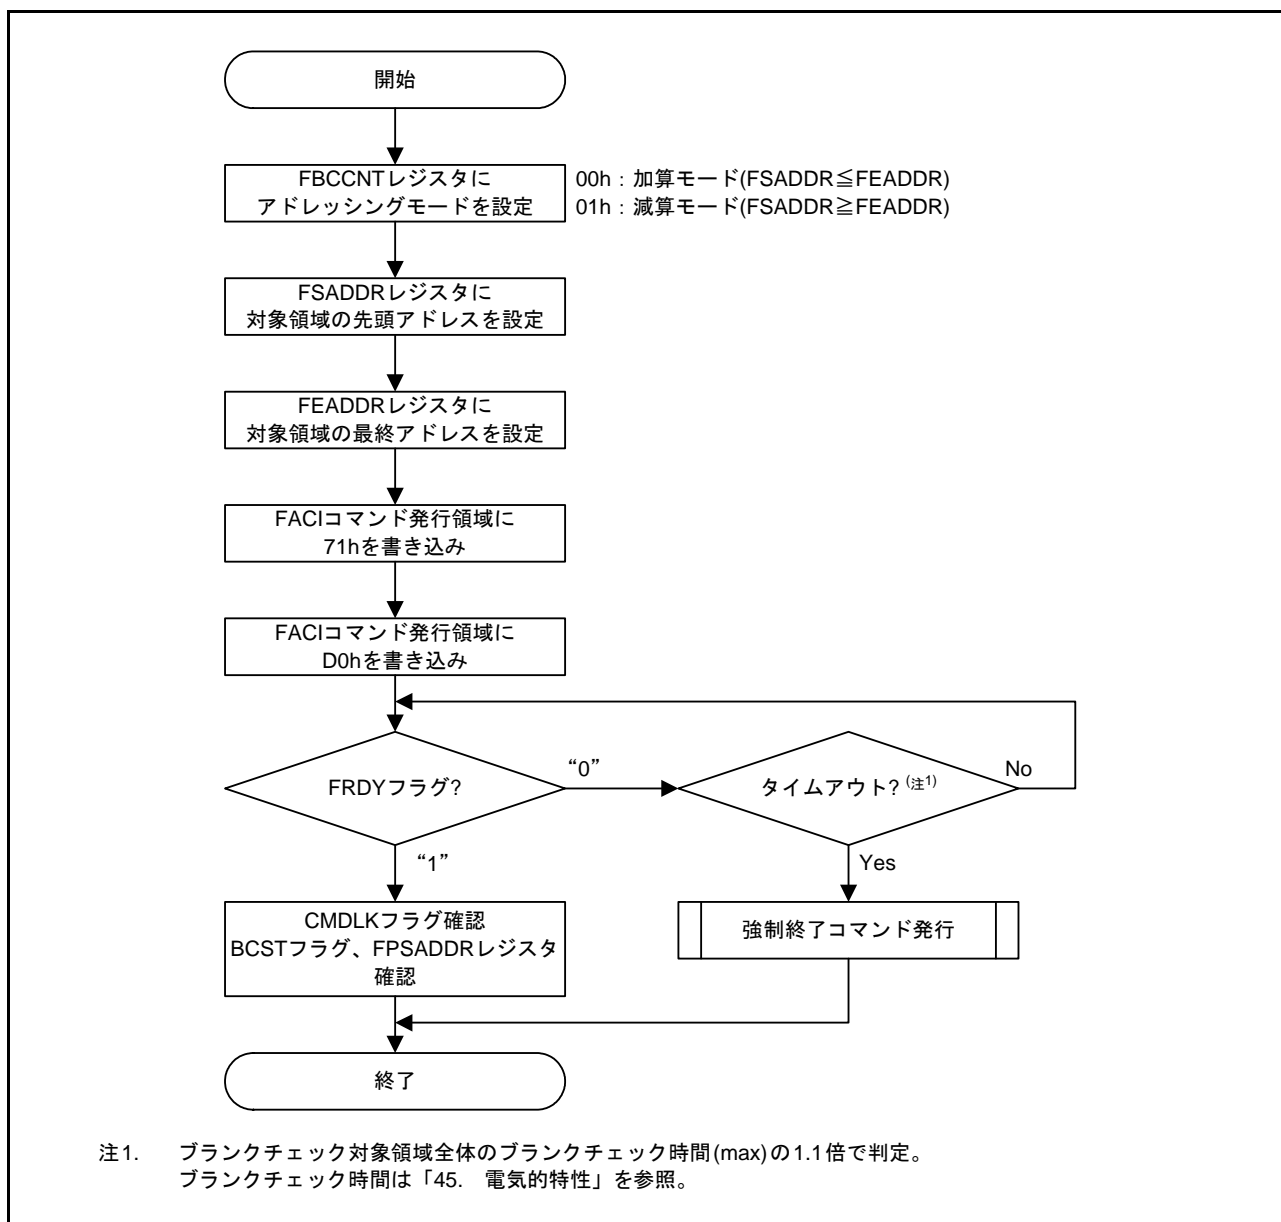 開始
FBCCNTレジスタに
アドレッシングモードを設定
00h：加算モード(FSADDR≦FEADDR)
01h：減算モード(FSADDR≧FEADDR)
FSADDRレジスタに
対象領域の先頭アドレスを設定
FEADDRレジスタに
対象領域の最終アドレスを設定
FACIコマンド発行領域に
71hを書き込み
FACIコマンド発行領域に
D0hを書き込み
FRDYフラグ?
“0”
タイムアウト? (注1)
No
“1”
Yes
CMDLKフラグ確認
BCSTフラグ、FPSADDRレジスタ
確認
強制終了コマンド発行
終了
注1. ブランクチェック対象領域全体のブランクチェック時間(max)の1.1倍で判定。
ブランクチェック時間は「45. 電気的特性」を参照。